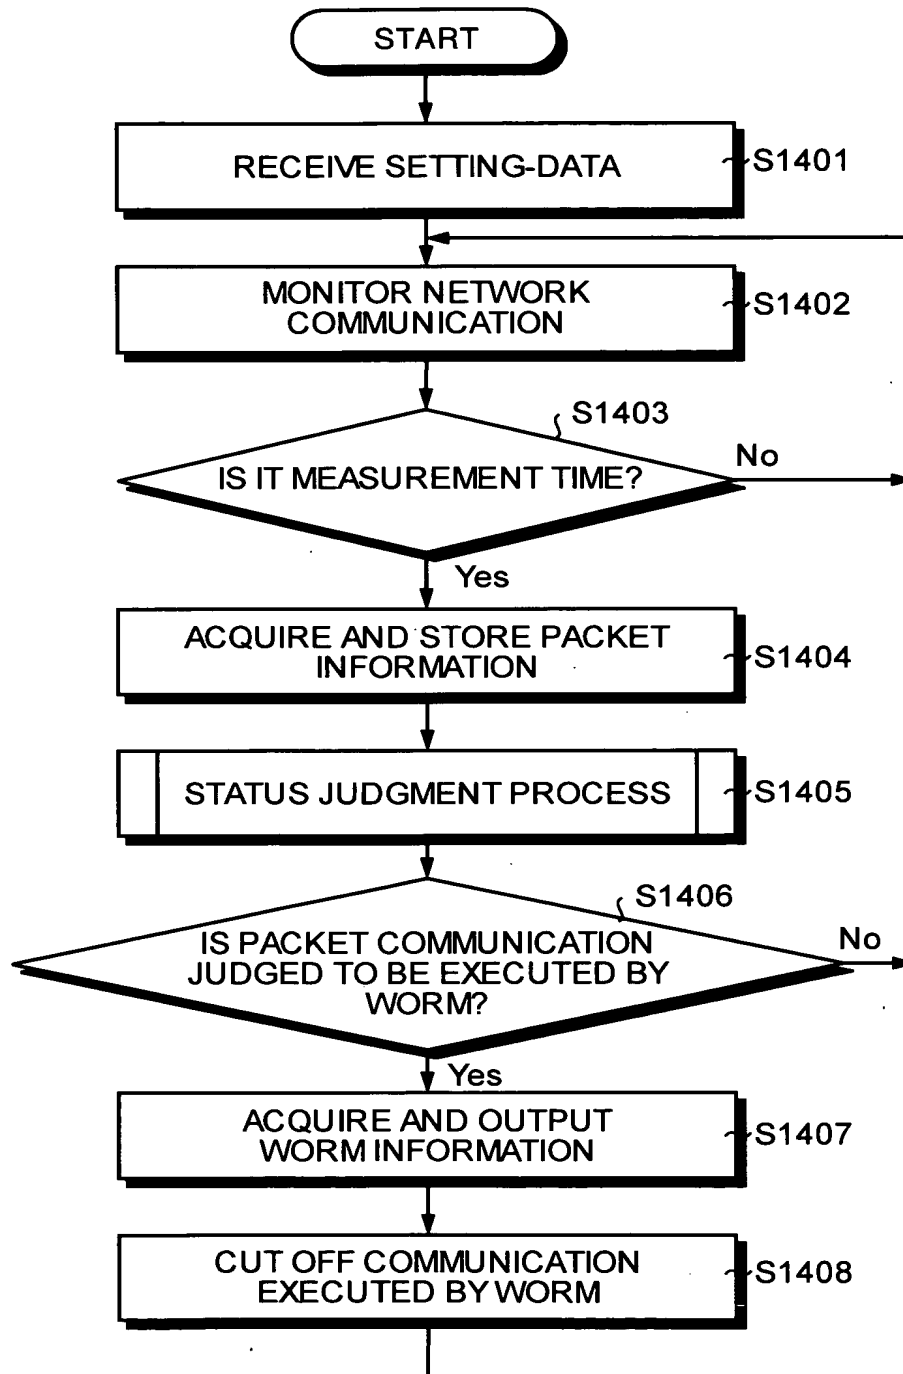 START
RECEIVE SETTING-DATA
S1401
MONITOR NETWORK
COMMUNICATION
S1402
S1403
IS IT MEASUREMENT TIME?
No
Yes
ACQUIRE AND STORE PACKET
INFORMATION
S1404
STATUS JUDGMENT PROCESS
S1405
S1406
IS PACKET COMMUNICATION
JUDGED TO BE EXECUTED BY
WORM?
No
Yes
ACQUIRE AND OUTPUT
WORM INFORMATION
S1407
CUT OFF COMMUNICATION
EXECUTED BY WORM
S1408